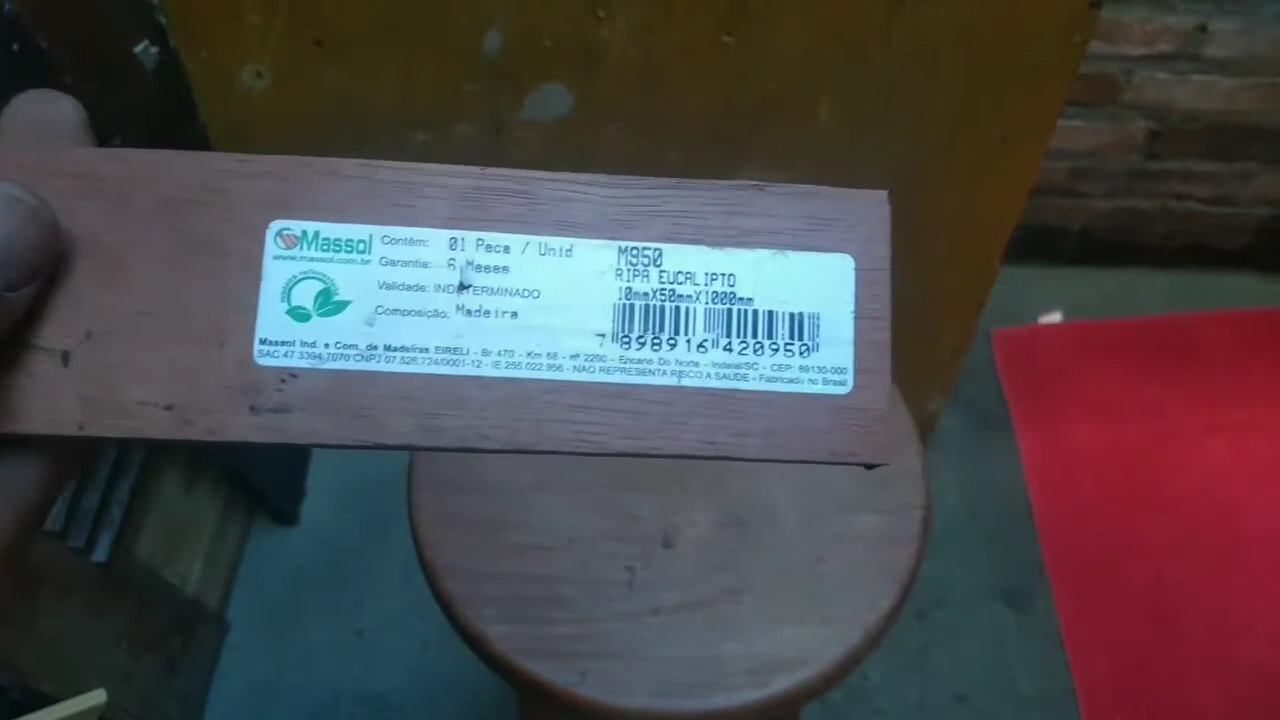 Massol
www.massol.com.br
Contém: 01 Peca / Unid
Garantia: 6 Meses
Validade: INDETERMINADO
Composição: Madeira
M950
RIPA EUCALIPTO
10mmX50mmX1000mm
7 898916 420950
Massol Ind. e Com. de Madeiras EIRELI - Br 470 - Km 68 - nº 2200 - Encano Do Norte - Indaial/SC - CEP: 89130-000
SAC 47 3394 7070 CNPJ 07.526.724/0001-12 - IE 255.022.956 - NÃO REPRESENTA RISCO A SAÚDE - Fabricado no Brasil